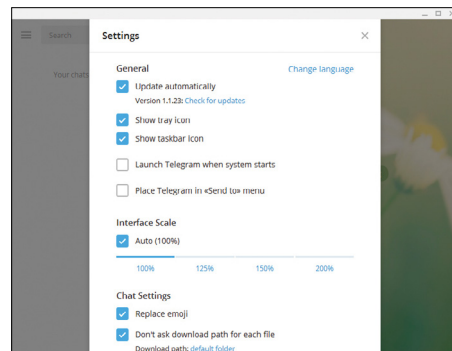 Search
Settings
Your chats
General
Change language
Update automatically
Version 1.1.23: Check for updates
Show tray icon
Show taskbar icon
Launch Telegram when system starts
Place Telegram in «Send to» menu
Interface Scale
Auto (100%)
100% 125% 150% 200%
Chat Settings
Replace emoji
Don't ask download path for each file
Download path: default folder